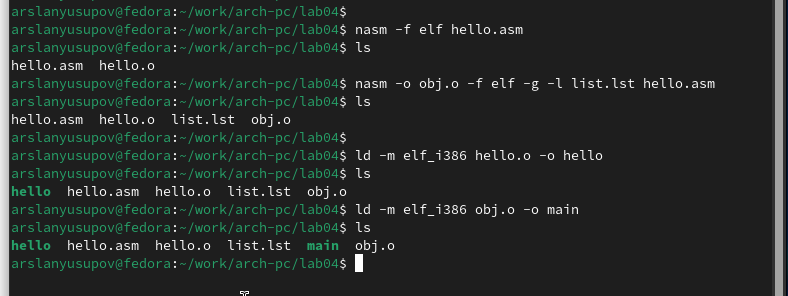 arslanyusupov@fedora:~/work/arch-pc/lab04$
arslanyusupov@fedora:~/work/arch-pc/lab04$ nasm -f elf hello.asm
arslanyusupov@fedora:~/work/arch-pc/lab04$ ls
hello.asm  hello.o
arslanyusupov@fedora:~/work/arch-pc/lab04$ nasm -o obj.o -f elf -g -l list.lst hello.asm
arslanyusupov@fedora:~/work/arch-pc/lab04$ ls
hello.asm  hello.o  list.lst  obj.o
arslanyusupov@fedora:~/work/arch-pc/lab04$
arslanyusupov@fedora:~/work/arch-pc/lab04$ ld -m elf_i386 hello.o -o hello
arslanyusupov@fedora:~/work/arch-pc/lab04$ ls
hello  hello.asm  hello.o  list.lst  obj.o
arslanyusupov@fedora:~/work/arch-pc/lab04$ ld -m elf_i386 obj.o -o main
arslanyusupov@fedora:~/work/arch-pc/lab04$ ls
hello  hello.asm  hello.o  list.lst  main  obj.o
arslanyusupov@fedora:~/work/arch-pc/lab04$